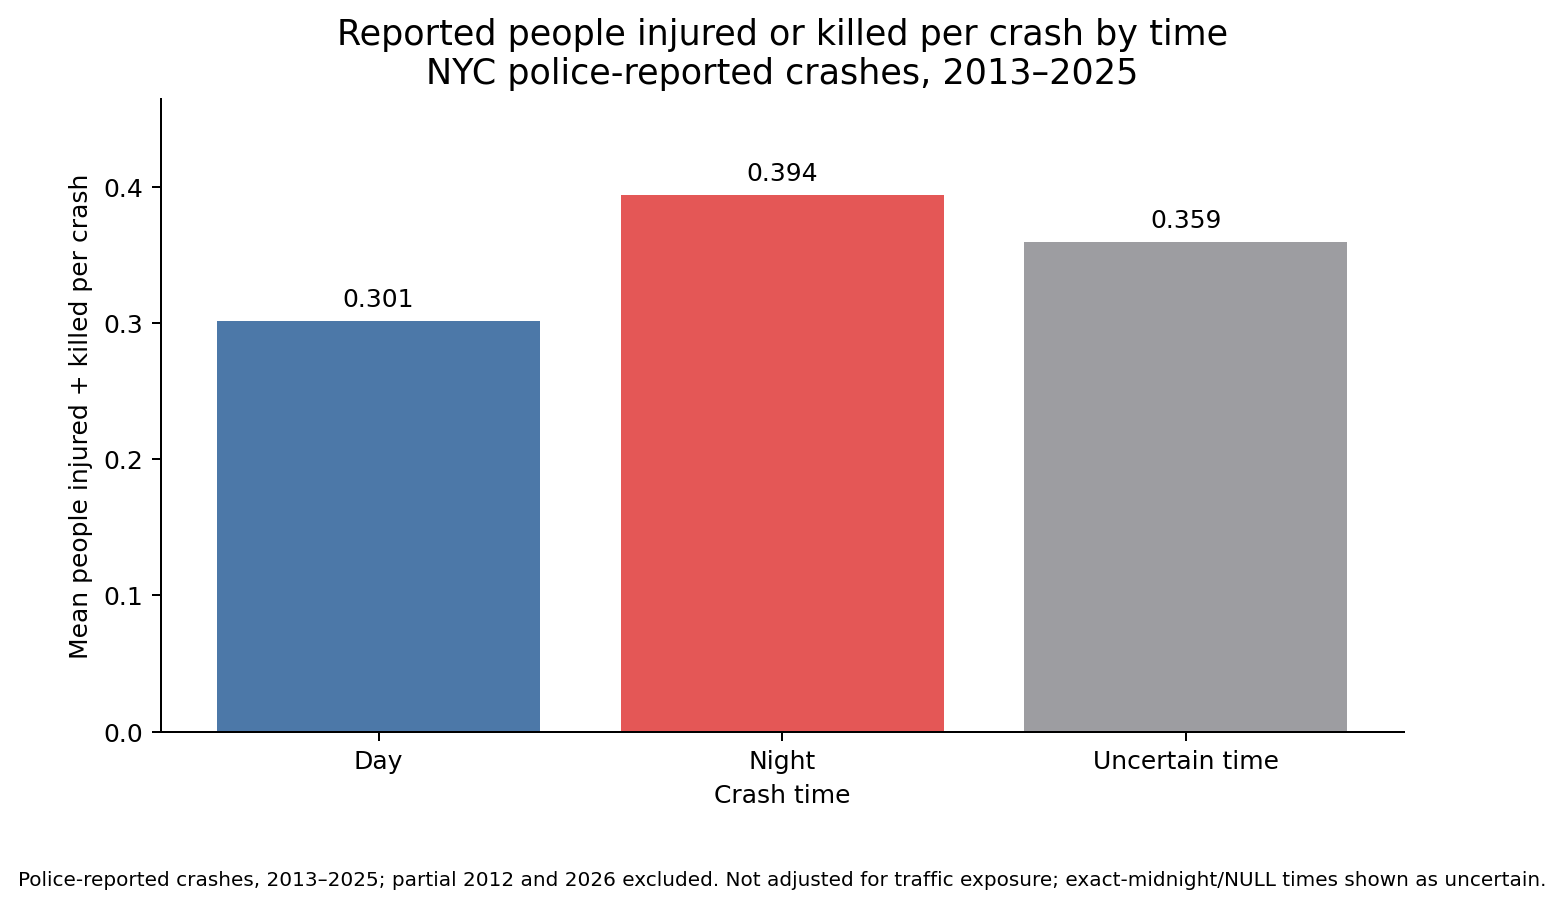 Reported people injured or killed per crash by time
NYC police-reported crashes, 2013–2025
Mean people injured + killed per crash
0.4
0.3
0.2
0.1
0.0
0.301
0.394
0.359
Day
Night
Uncertain time
Crash time
Police-reported crashes, 2013–2025; partial 2012 and 2026 excluded. Not adjusted for traffic exposure; exact-midnight/NULL times shown as uncertain.